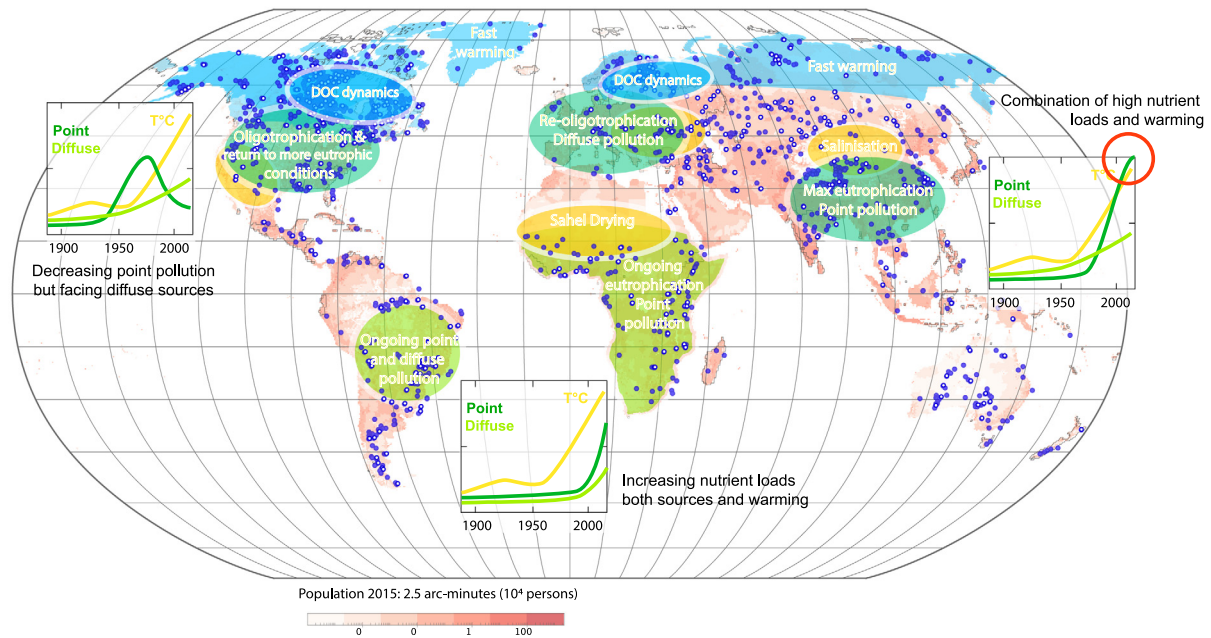 Fast
warming
DOC dynamics
DOC dynamics
Fast warming
Combination of high nutrient
loads and warming
Point
Diffuse
T°C
1900
1950
2000
Decreasing point pollution
but facing diffuse sources
Oligotrophication &
return to more eutrophic
conditions
Re-oligotrophication
Diffuse pollution
Salinisation
Max eutrophication
Point pollution
T°C
Point
Diffuse
1900
1950
2000
Sahel Drying
Ongoing
eutrophication
Point
pollution
Ongoing point
and diffuse
pollution
T°C
Point
Diffuse
1900
1950
2000
Increasing nutrient loads
both sources and warming
Population 2015: 2.5 arc-minutes (10⁴ persons)
0 0 1 100